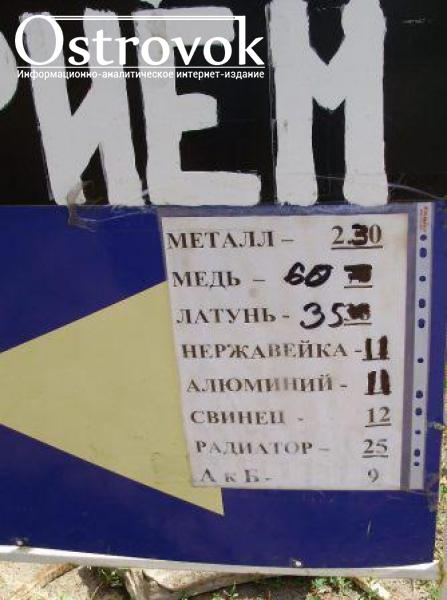 Ostrovok
Информационно-аналитическое интернет-издание
РИЁМ
МЕТАЛЛ – 2.30
МЕДЬ – 60
ЛАТУНЬ - 35
НЕРЖАВЕЙКА - 11
АЛЮМИНИЙ - 11
СВИНЕЦ - 12
РАДИАТОР – 25
АкБ - 9